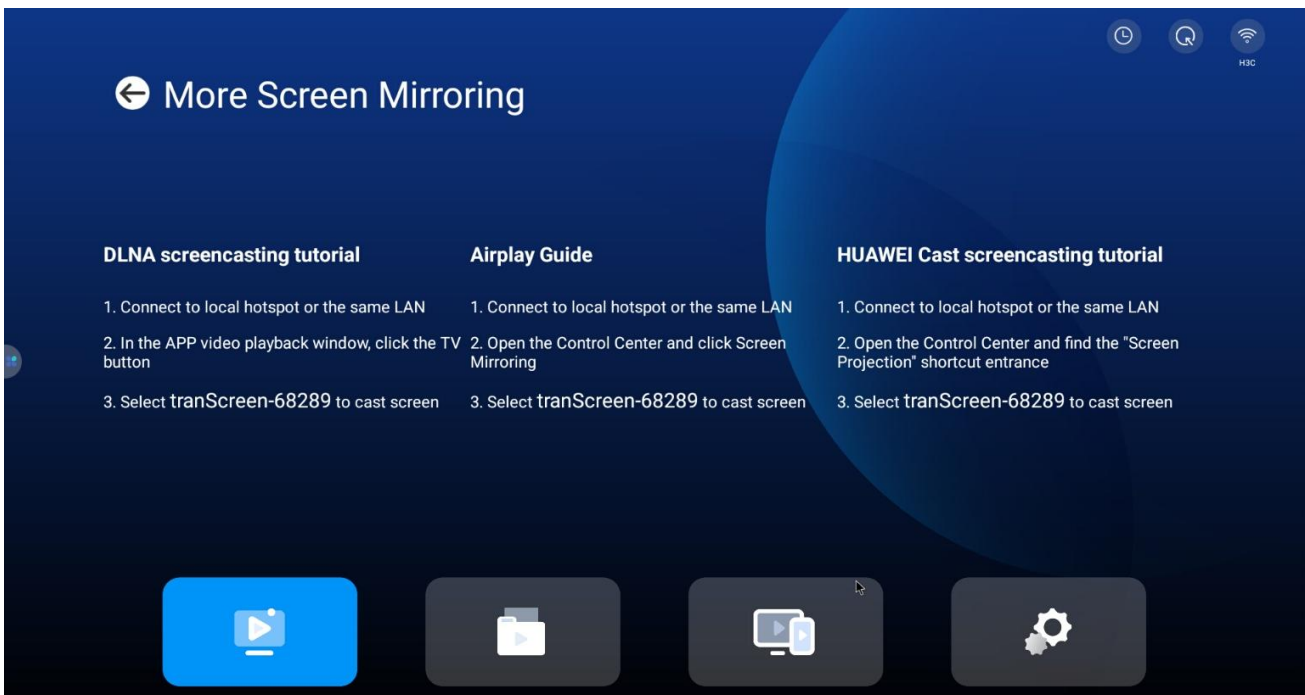 H3C
More Screen Mirroring
DLNA screencasting tutorial
1. Connect to local hotspot or the same LAN
2. In the APP video playback window, click the TV
button
3. Select tranScreen-68289 to cast screen
Airplay Guide
1. Connect to local hotspot or the same LAN
2. Open the Control Center and click Screen
Mirroring
3. Select tranScreen-68289 to cast screen
HUAWEI Cast screencasting tutorial
1. Connect to local hotspot or the same LAN
2. Open the Control Center and find the "Screen
Projection" shortcut entrance
3. Select tranScreen-68289 to cast screen